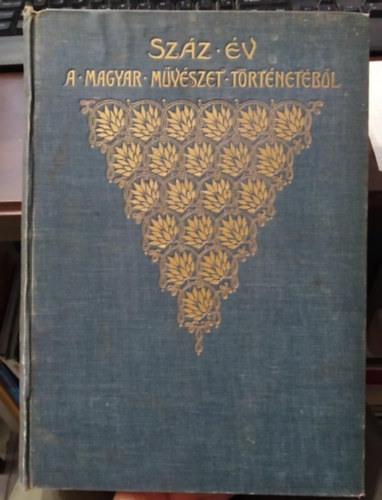 SZÁZ · ÉV
A · MAGYAR · MŰVÉSZET · TÖRTÉNETÉBŐL